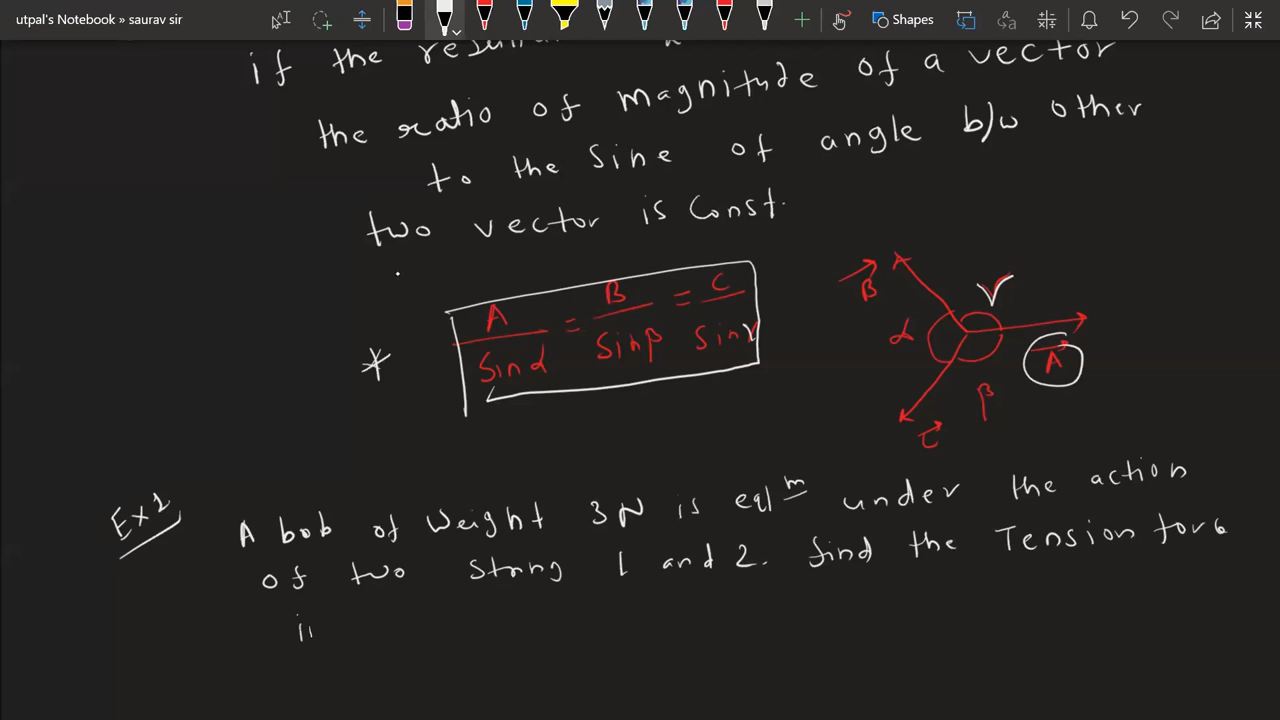 utpal's Notebook » saurav sir
Shapes
if the
the ratio of magnitude of a vector
to the sine of angle b/w other
two vector is const.
* A/Sinα = B/Sinβ = C/Sinγ
B
γ
α
A
β
C
Ex1 A bob of weight 3N is eqlm under the action
of two string 1 and 2. find the Tension force